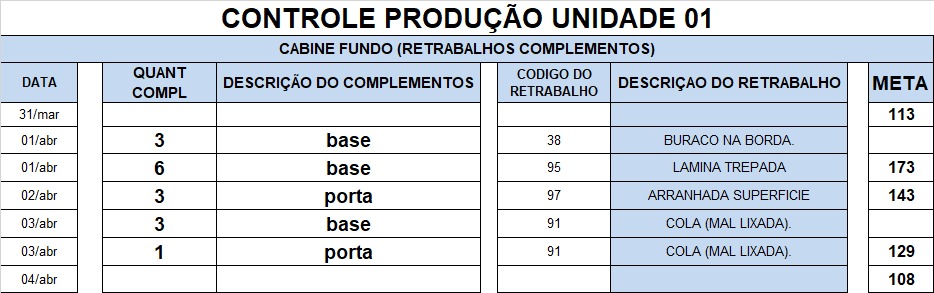 CONTROLE PRODUÇÃO UNIDADE 01
CABINE FUNDO (RETRABALHOS COMPLEMENTOS)
DATA QUANT COMPL DESCRIÇÃO DO COMPLEMENTOS CODIGO DO RETRABALHO DESCRIÇAO DO RETRABALHO META
31/mar 113
01/abr 3 base 38 BURACO NA BORDA.
01/abr 6 base 95 LAMINA TREPADA 173
02/abr 3 porta 97 ARRANHADA SUPERFICIE 143
03/abr 3 base 91 COLA (MAL LIXADA).
03/abr 1 porta 91 COLA (MAL LIXADA). 129
04/abr 108